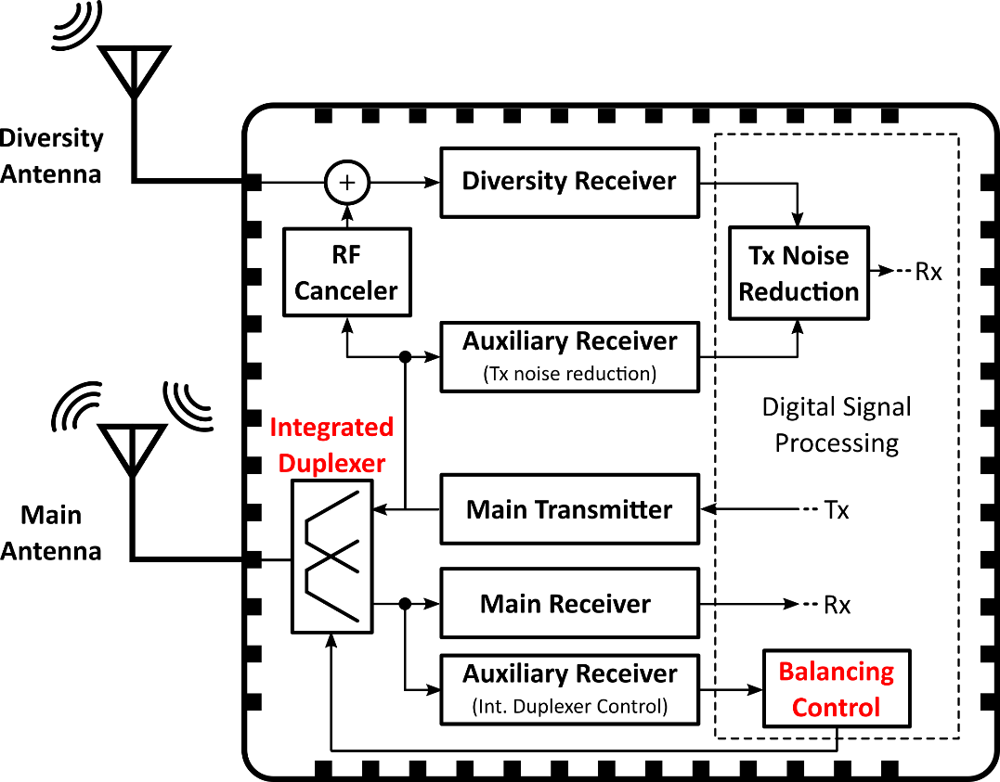 Diversity
Antenna
+
Diversity Receiver
RF
Canceler
Tx Noise
Reduction
Rx
Auxiliary Receiver
(Tx noise reduction)
Digital Signal
Processing
Integrated
Duplexer
Main
Antenna
Main Transmitter
Tx
Main Receiver
Rx
Auxiliary Receiver
(Int. Duplexer Control)
Balancing
Control